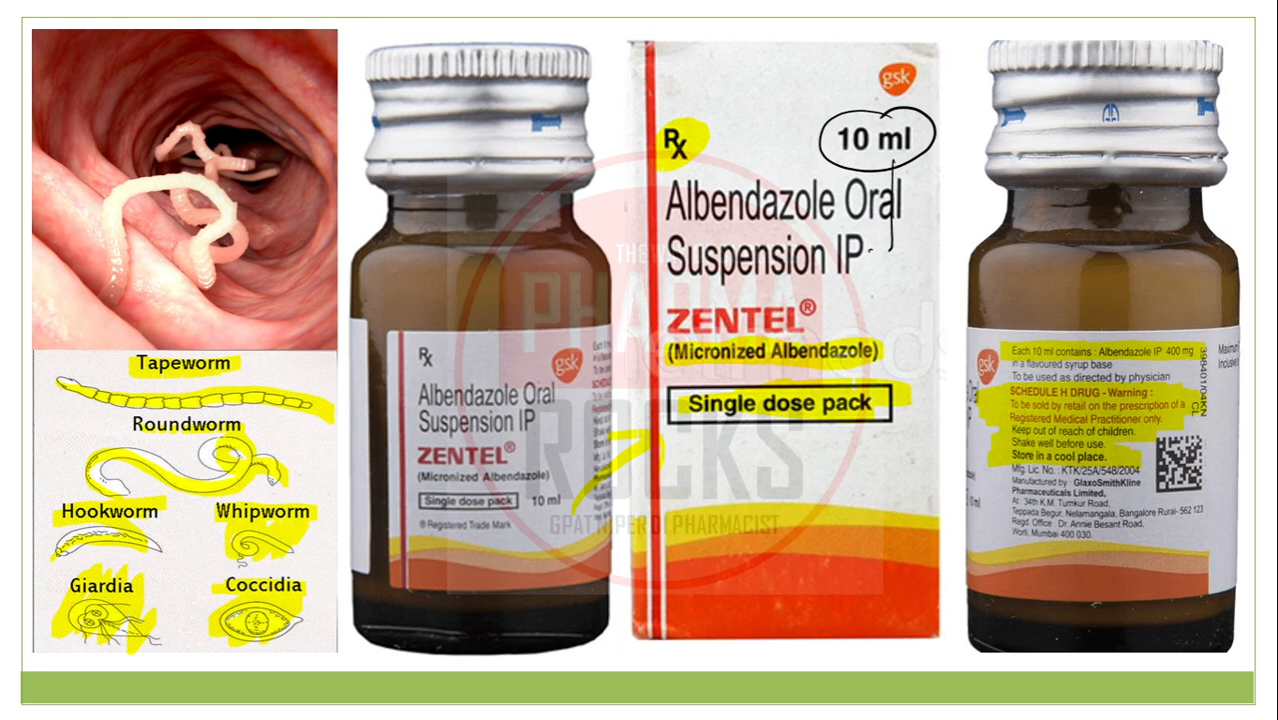 Tapeworm
Roundworm
Hookworm
Whipworm
Giardia
Coccidia
Rx
gsk
Albendazole Oral
Suspension IP
ZENTEL®
(Micronized Albendazole)
Single dose pack 10 ml
® Registered Trade Mark
gsk
Rx
10 ml
Albendazole Oral
Suspension IP
ZENTEL®
(Micronized Albendazole)
Single dose pack
PHARMA
ROCKS
GPAT NIPER DI PHARMACIST
gsk
Each 10 ml contains : Albendazole IP 400 mg
in a flavoured syrup base
To be used as directed by physician
SCHEDULE H DRUG - Warning :
To be sold by retail on the prescription of a
Registered Medical Practitioner only.
Keep out of reach of children.
Shake well before use.
Store in a cool place.
Mfg. Lic. No. : KTK/25A/548/2004
Manufactured by : GlaxoSmithKline
Pharmaceuticals Limited,
At 34th K.M. Tumkur Road,
Teppada Begur, Nelamangala, Bangalore Rural- 562 123
Regd. Office : Dr. Annie Besant Road,
Worli, Mumbai 400 030.